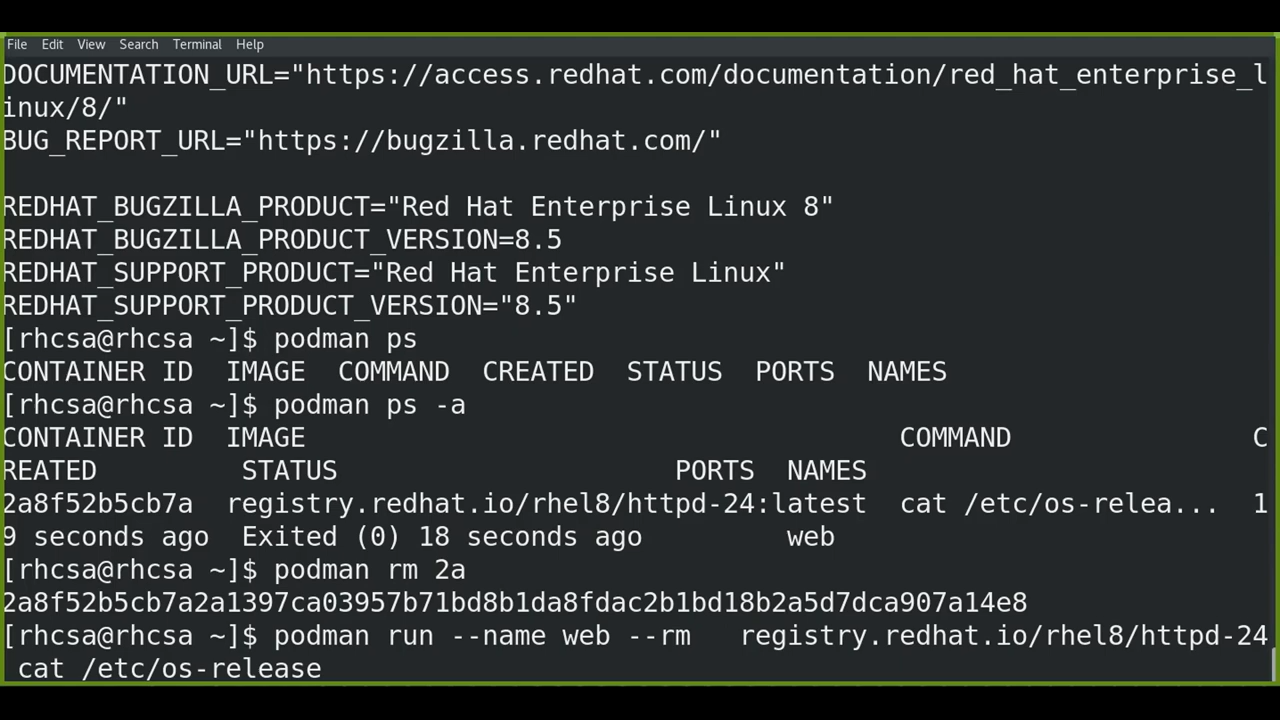 File Edit View Search Terminal Help
DOCUMENTATION_URL="https://access.redhat.com/documentation/red_hat_enterprise_l
inux/8/"
BUG_REPORT_URL="https://bugzilla.redhat.com/"
REDHAT_BUGZILLA_PRODUCT="Red Hat Enterprise Linux 8"
REDHAT_BUGZILLA_PRODUCT_VERSION=8.5
REDHAT_SUPPORT_PRODUCT="Red Hat Enterprise Linux"
REDHAT_SUPPORT_PRODUCT_VERSION="8.5"
[rhcsa@rhcsa ~]$ podman ps
CONTAINER ID  IMAGE  COMMAND  CREATED  STATUS  PORTS  NAMES
[rhcsa@rhcsa ~]$ podman ps -a
CONTAINER ID  IMAGE                                     COMMAND               C
REATED         STATUS                     PORTS  NAMES
2a8f52b5cb7a  registry.redhat.io/rhel8/httpd-24:latest  cat /etc/os-relea...  1
9 seconds ago  Exited (0) 18 seconds ago         web
[rhcsa@rhcsa ~]$ podman rm 2a
2a8f52b5cb7a2a1397ca03957b71bd8b1da8fdac2b1bd18b2a5d7dca907a14e8
[rhcsa@rhcsa ~]$ podman run --name web --rm   registry.redhat.io/rhel8/httpd-24
 cat /etc/os-release